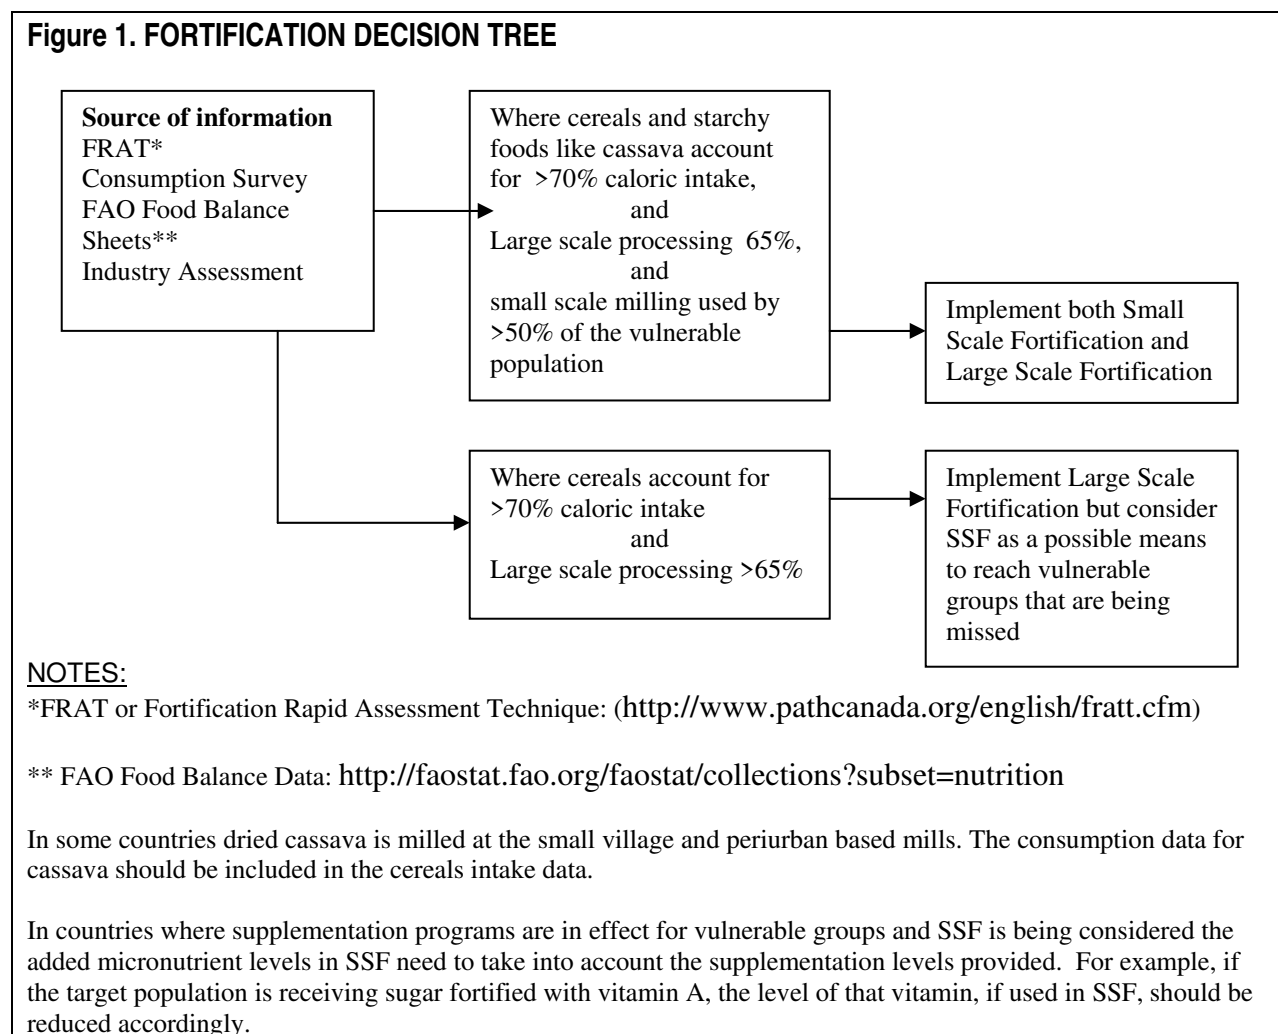 Figure 1. FORTIFICATION DECISION TREE
Source of information
FRAT*
Consumption Survey
FAO Food Balance
Sheets**
Industry Assessment
Where cereals and starchy
foods like cassava account
for >70% caloric intake,
and
Large scale processing 65%,
and
small scale milling used by
>50% of the vulnerable
population
Implement both Small
Scale Fortification and
Large Scale Fortification
Where cereals account for
>70% caloric intake
and
Large scale processing >65%
Implement Large Scale
Fortification but consider
SSF as a possible means
to reach vulnerable
groups that are being
missed
NOTES:
*FRAT or Fortification Rapid Assessment Technique: (http://www.pathcanada.org/english/fratt.cfm)
** FAO Food Balance Data: http://faostat.fao.org/faostat/collections?subset=nutrition
In some countries dried cassava is milled at the small village and periurban based mills. The consumption data for
cassava should be included in the cereals intake data.
In countries where supplementation programs are in effect for vulnerable groups and SSF is being considered the
added micronutrient levels in SSF need to take into account the supplementation levels provided. For example, if
the target population is receiving sugar fortified with vitamin A, the level of that vitamin, if used in SSF, should be
reduced accordingly.